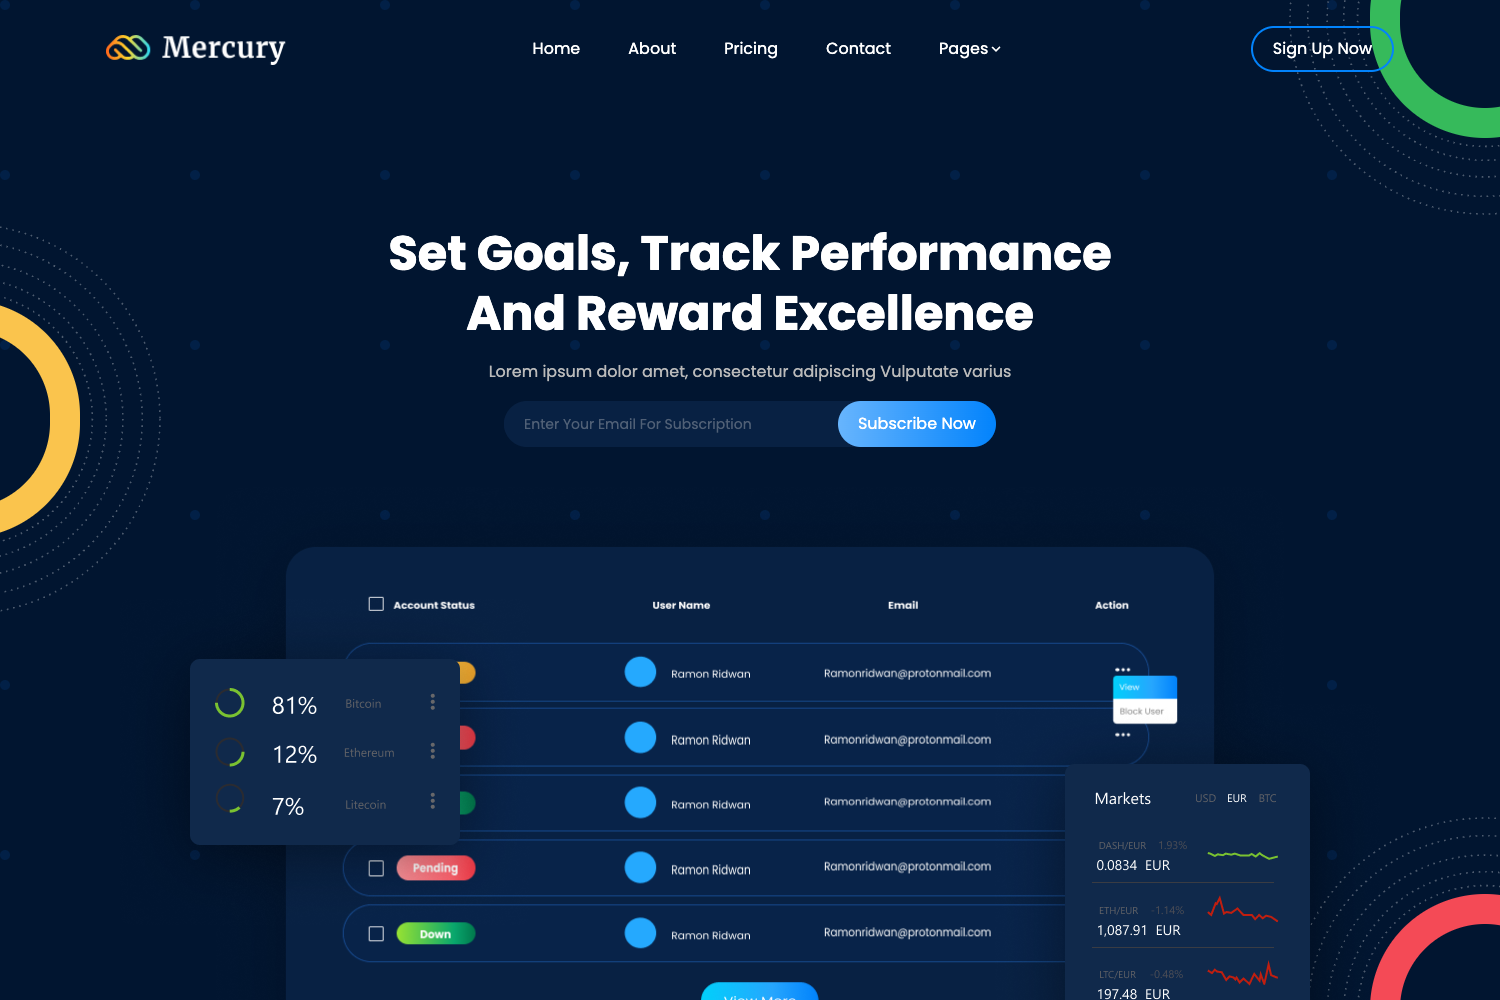 Mercury
Home About Pricing Contact Pages
Sign Up Now
Set Goals, Track Performance
And Reward Excellence
Lorem ipsum dolor amet, consectetur adipiscing Vulputate varius
Enter Your Email For Subscription
Subscribe Now
Account Status User Name Email Action
Ramon Ridwan Ramonridwan@protonmail.com
View
Block User
Ramon Ridwan Ramonridwan@protonmail.com
Ramon Ridwan Ramonridwan@protonmail.com
Pending Ramon Ridwan Ramonridwan@protonmail.com
Down Ramon Ridwan Ramonridwan@protonmail.com
View More
81% Bitcoin
12% Ethereum
7% Litecoin
Markets USD EUR BTC
DASH/EUR 1.93%
0.0834 EUR
ETH/EUR -1.14%
1,087.91 EUR
LTC/EUR -0.48%
197.48 EUR